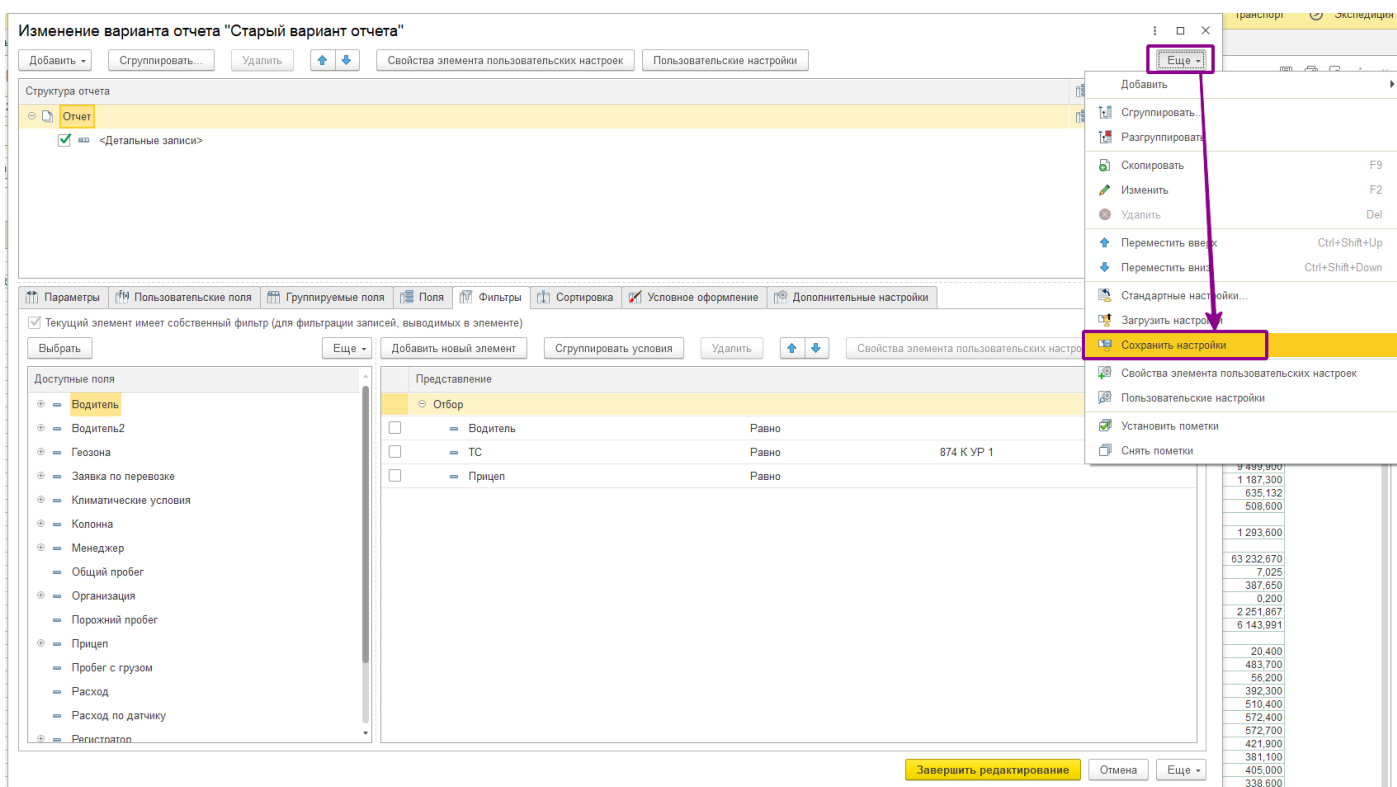 Транспорт Экспедиция
Изменение варианта отчета "Старый вариант отчета"
Добавить Сгруппировать... Удалить Свойства элемента пользовательских настроек Пользовательские настройки Еще
Структура отчета
Отчет
<Детальные записи>
Добавить
Сгруппировать...
Разгруппировать
Скопировать F9
Изменить F2
Удалить Del
Переместить вверх Ctrl+Shift+Up
Переместить вниз Ctrl+Shift+Down
Стандартные настройки...
Загрузить настройки
Сохранить настройки
Свойства элемента пользовательских настроек
Пользовательские настройки
Установить пометки
Снять пометки
Параметры Пользовательские поля Группируемые поля Поля Фильтры Сортировка Условное оформление Дополнительные настройки
Текущий элемент имеет собственный фильтр (для фильтрации записей, выводимых в элементе)
Выбрать Еще Добавить новый элемент Сгруппировать условия Удалить Свойства элемента пользовательских настро
Доступные поля
Водитель
Водитель2
Геозона
Заявка по перевозке
Климатические условия
Колонна
Менеджер
Общий пробег
Организация
Порожний пробег
Прицеп
Пробег с грузом
Расход
Расход по датчику
Регистратор
Представление
Отбор
Водитель Равно
ТС Равно 874 К УР 1
Прицеп Равно
9 499,900
1 187,300
635,132
508,600
1 293,600
63 232,670
7,025
387,650
0,200
2 251,867
6 143,991
20,400
483,700
56,200
392,300
510,400
572,400
572,700
421,900
381,100
405,000
338,600
Завершить редактирование Отмена Еще